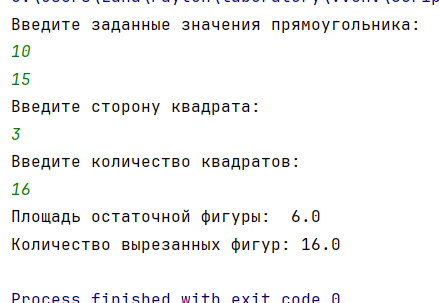 Введите заданные значения прямоугольника:
10
15
Введите сторону квадрата:
3
Введите количество квадратов:
16
Площадь остаточной фигуры:  6.0
Количество вырезанных фигур: 16.0
Process finished with exit code 0